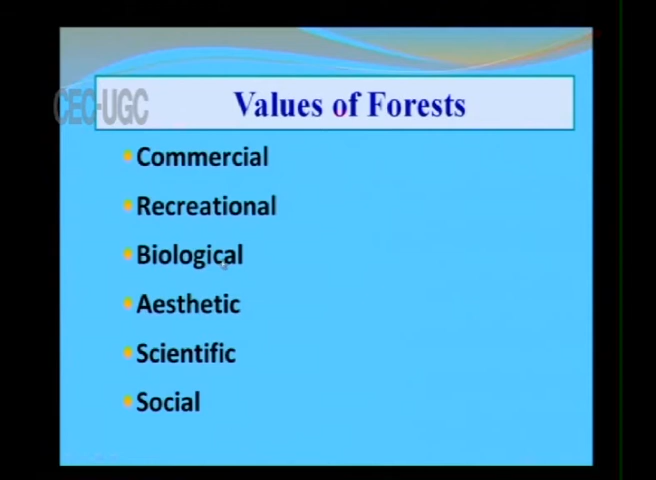 CEC-UGC
Values of Forests
Commercial
Recreational
Biological
Aesthetic
Scientific
Social